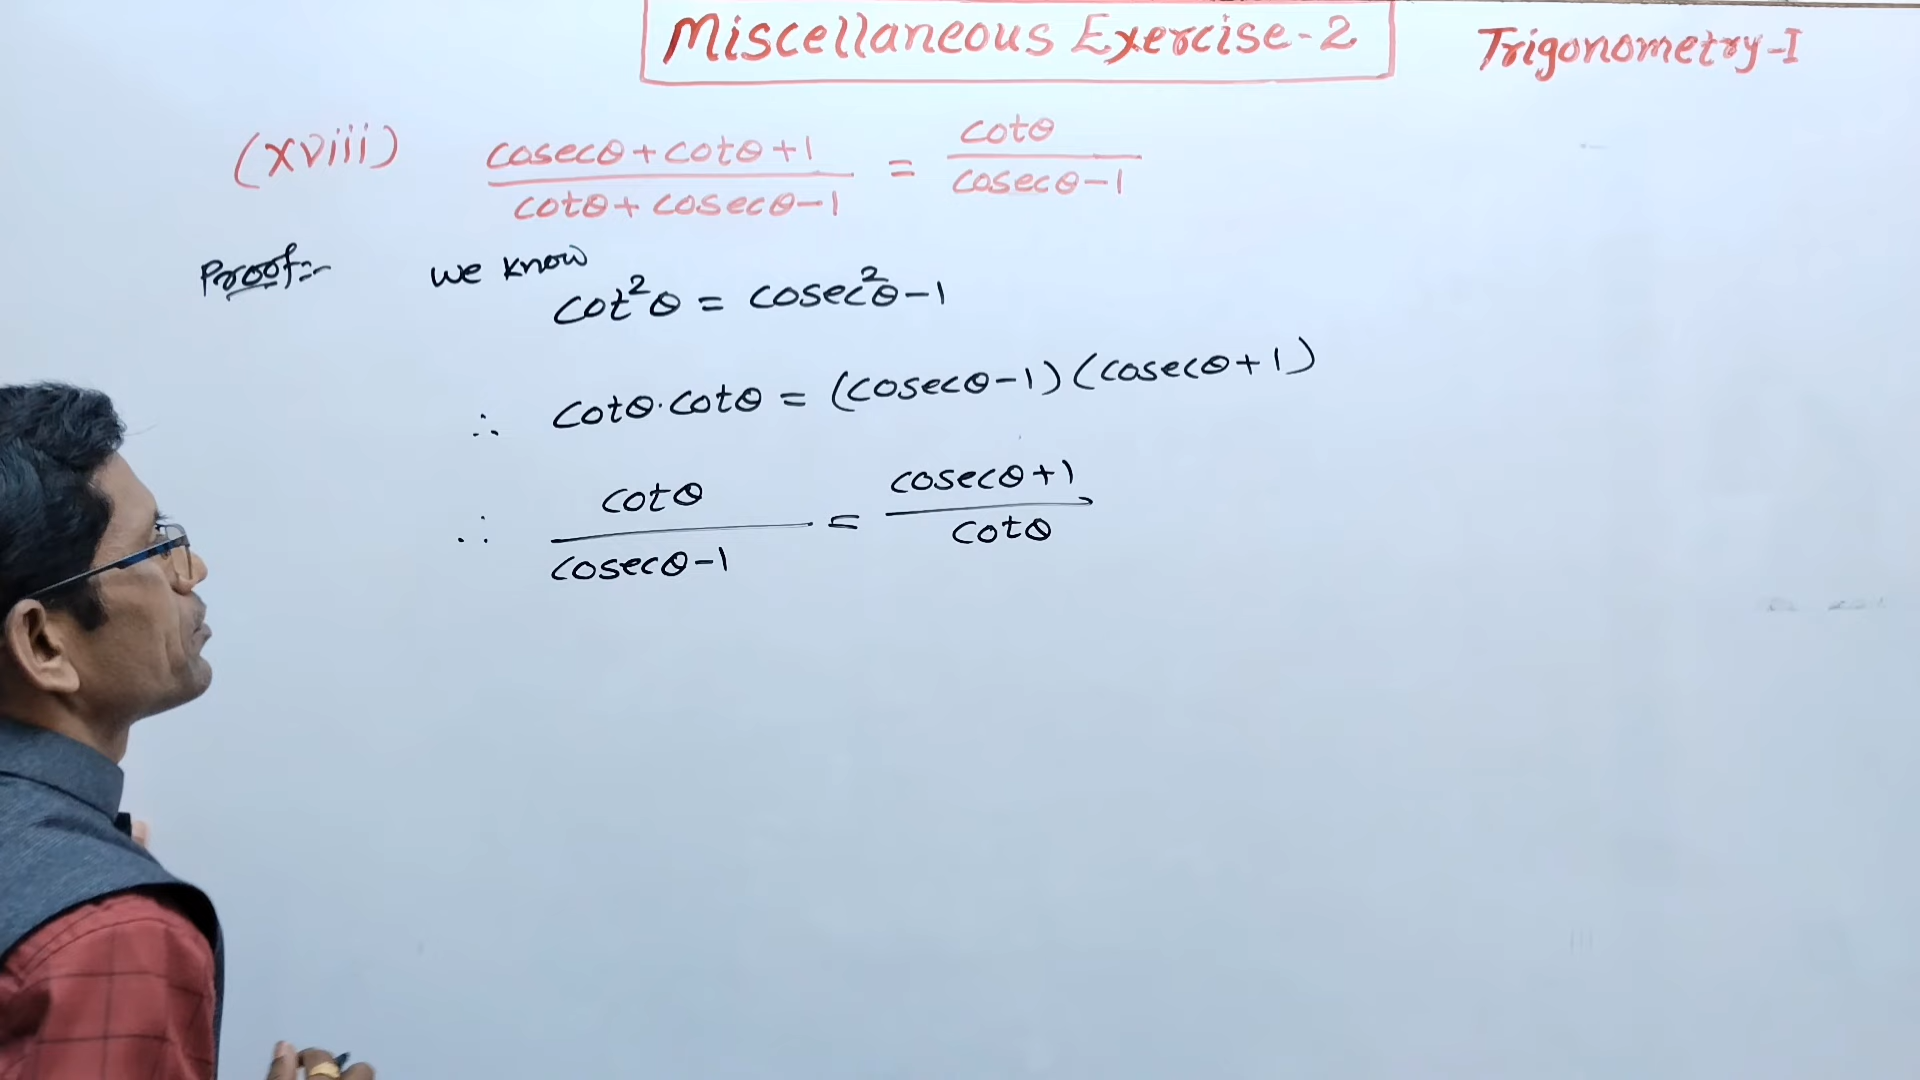 Miscellaneous Exercise-2
Trigonometry-I
(xviii) (cosecθ+cotθ+1)/(cotθ+cosecθ-1) = cotθ/(cosecθ-1)
Proof:- we know
cot²θ = cosec²θ-1
∴ cotθ.cotθ = (cosecθ-1)(cosecθ+1)
∴ cotθ/(cosecθ-1) = (cosecθ+1)/cotθ